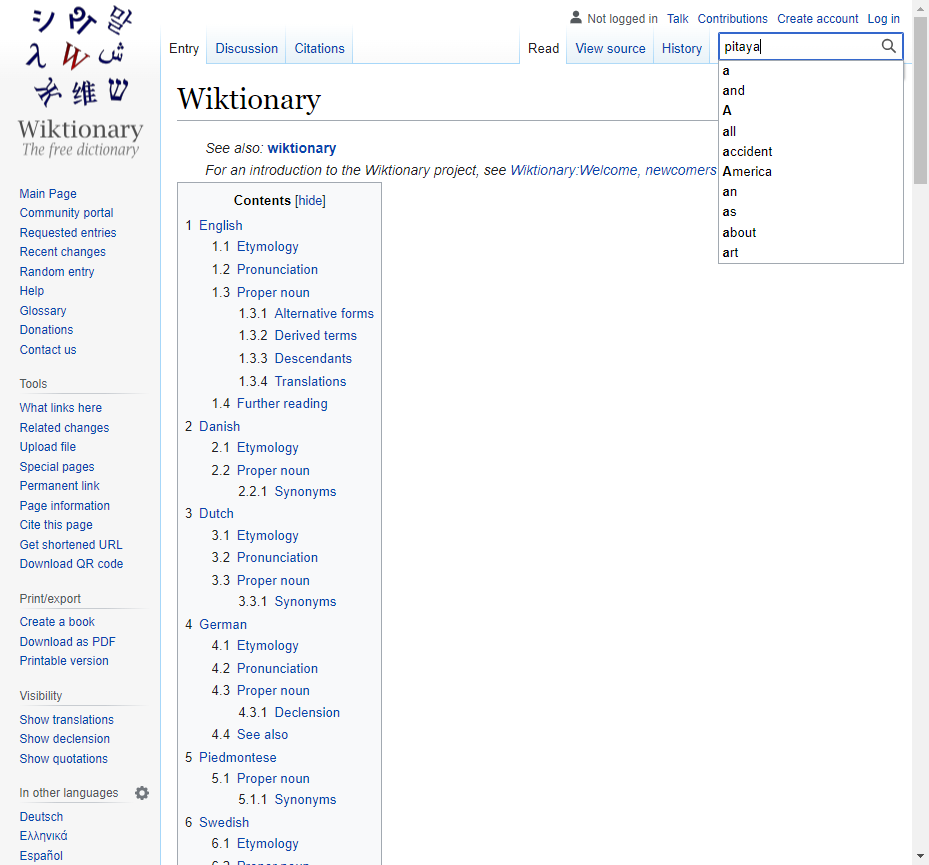 Not logged in Talk Contributions Create account Log in
Entry Discussion Citations Read View source History pitaya
a
and
A
all
accident
America
an
as
about
art
Wiktionary
The free dictionary
Main Page
Community portal
Requested entries
Recent changes
Random entry
Help
Glossary
Donations
Contact us
Tools
What links here
Related changes
Upload file
Special pages
Permanent link
Page information
Cite this page
Get shortened URL
Download QR code
Print/export
Create a book
Download as PDF
Printable version
Visibility
Show translations
Show declension
Show quotations
In other languages
Deutsch
Ελληνικά
Español
Wiktionary
See also: wiktionary
For an introduction to the Wiktionary project, see Wiktionary:Welcome, newcomers
Contents [hide]
1 English
1.1 Etymology
1.2 Pronunciation
1.3 Proper noun
1.3.1 Alternative forms
1.3.2 Derived terms
1.3.3 Descendants
1.3.4 Translations
1.4 Further reading
2 Danish
2.1 Etymology
2.2 Proper noun
2.2.1 Synonyms
3 Dutch
3.1 Etymology
3.2 Pronunciation
3.3 Proper noun
3.3.1 Synonyms
4 German
4.1 Etymology
4.2 Pronunciation
4.3 Proper noun
4.3.1 Declension
4.4 See also
5 Piedmontese
5.1 Proper noun
5.1.1 Synonyms
6 Swedish
6.1 Etymology
6.2 Proper noun